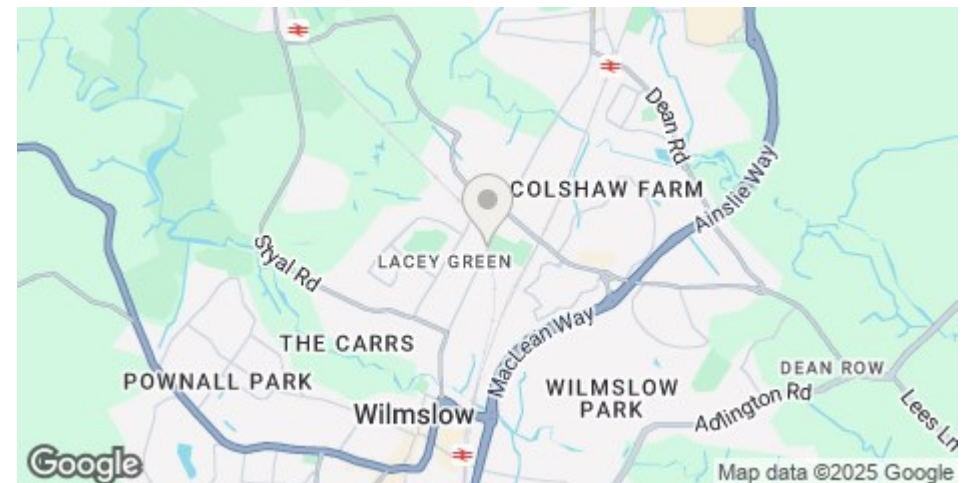 Dean Rd
COLSHAW FARM
Ainslie Way
Styal Rd
LACEY GREEN
MacLean Way
THE CARRS
POWNALL PARK
WILMSLOW
PARK
DEAN ROW
Wilmslow
Adlington Rd
Lees Ln
Google
Map data ©2025 Google